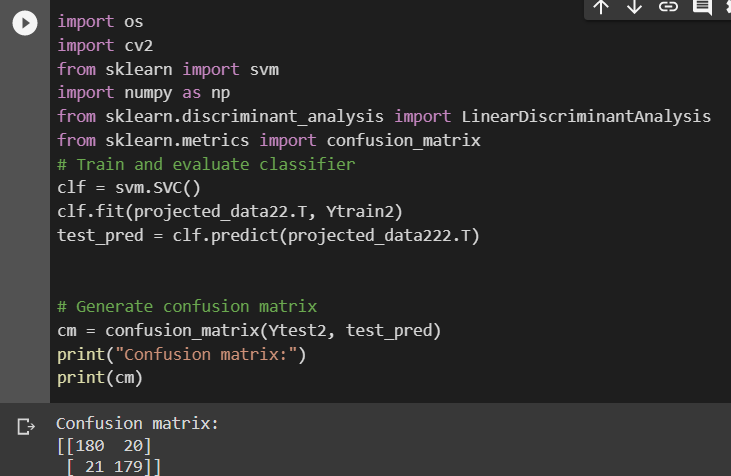 import os
import cv2
from sklearn import svm
import numpy as np
from sklearn.discriminant_analysis import LinearDiscriminantAnalysis
from sklearn.metrics import confusion_matrix
# Train and evaluate classifier
clf = svm.SVC()
clf.fit(projected_data22.T, Ytrain2)
test_pred = clf.predict(projected_data222.T)
# Generate confusion matrix
cm = confusion_matrix(Ytest2, test_pred)
print("Confusion matrix:")
print(cm)
Confusion matrix:
[[180  20]
 [ 21 179]]